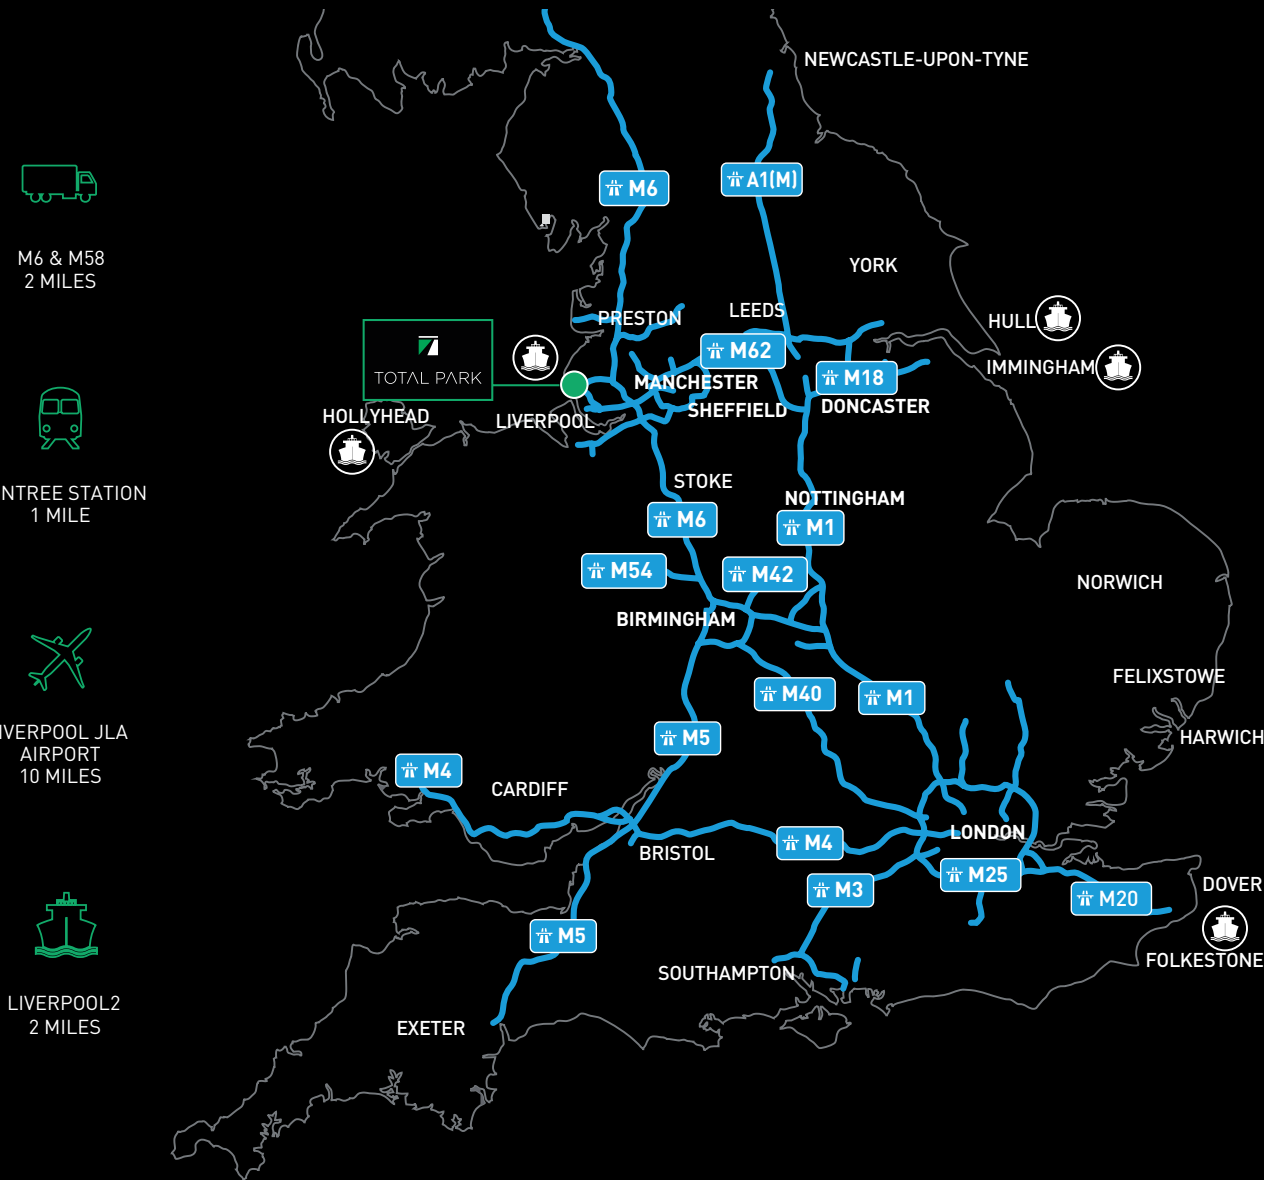 M6 & M58
2 MILES
NTREE STATION
1 MILE
IVERPOOL JLA
AIRPORT
10 MILES
LIVERPOOL2
2 MILES
NEWCASTLE-UPON-TYNE
M6
A1(M)
YORK
LEEDS
PRESTON
HULL
M62
IMMINGHAM
TOTAL PARK
M18
MANCHESTER
DONCASTER
SHEFFIELD
HOLLYHEAD
LIVERPOOL
STOKE
NOTTINGHAM
M6
M1
M54
M42
NORWICH
BIRMINGHAM
FELIXSTOWE
M40
M1
HARWICH
M5
M4
CARDIFF
LONDON
M4
BRISTOL
M25
M3
DOVER
M20
M5
FOLKESTONE
SOUTHAMPTON
EXETER